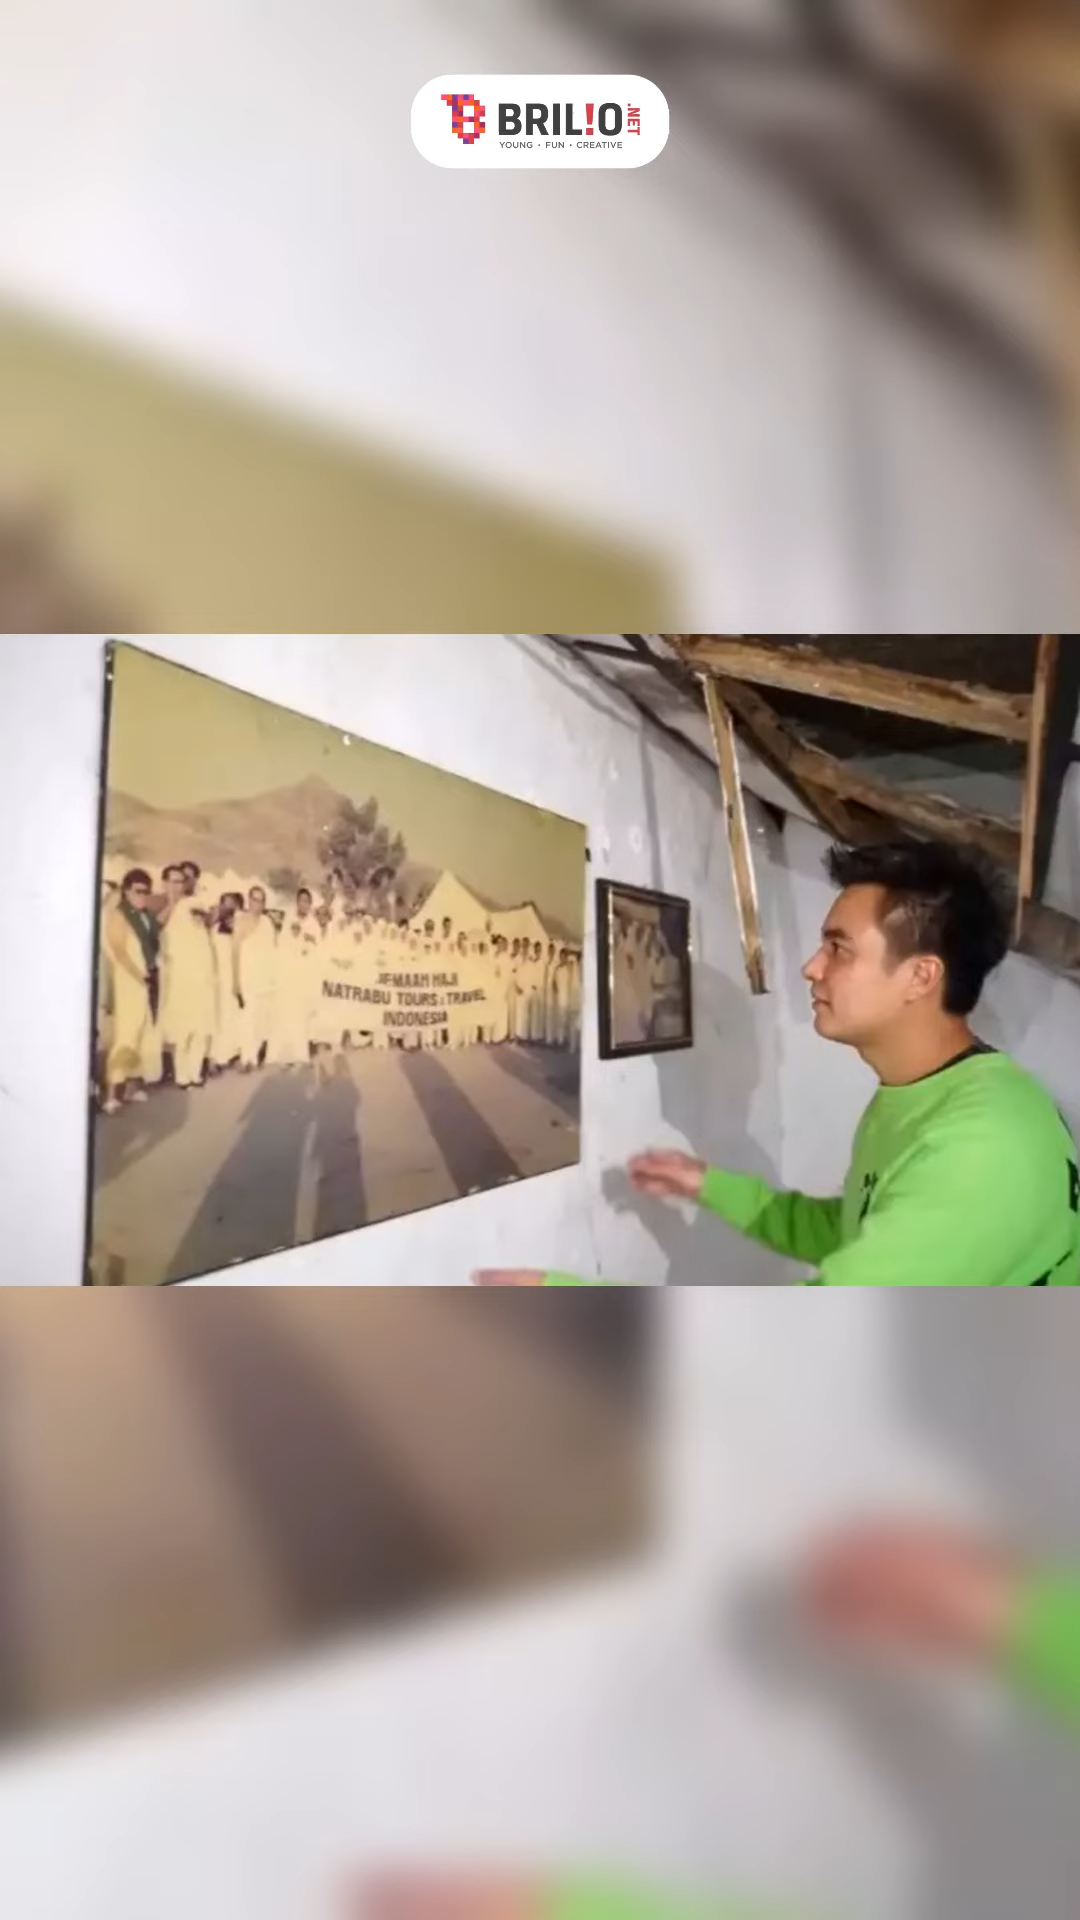 BRIL!O.NET
YOUNG • FUN • CREATIVE
JEMAAH HAJI
NATRABU TOURS & TRAVEL
INDONESIA